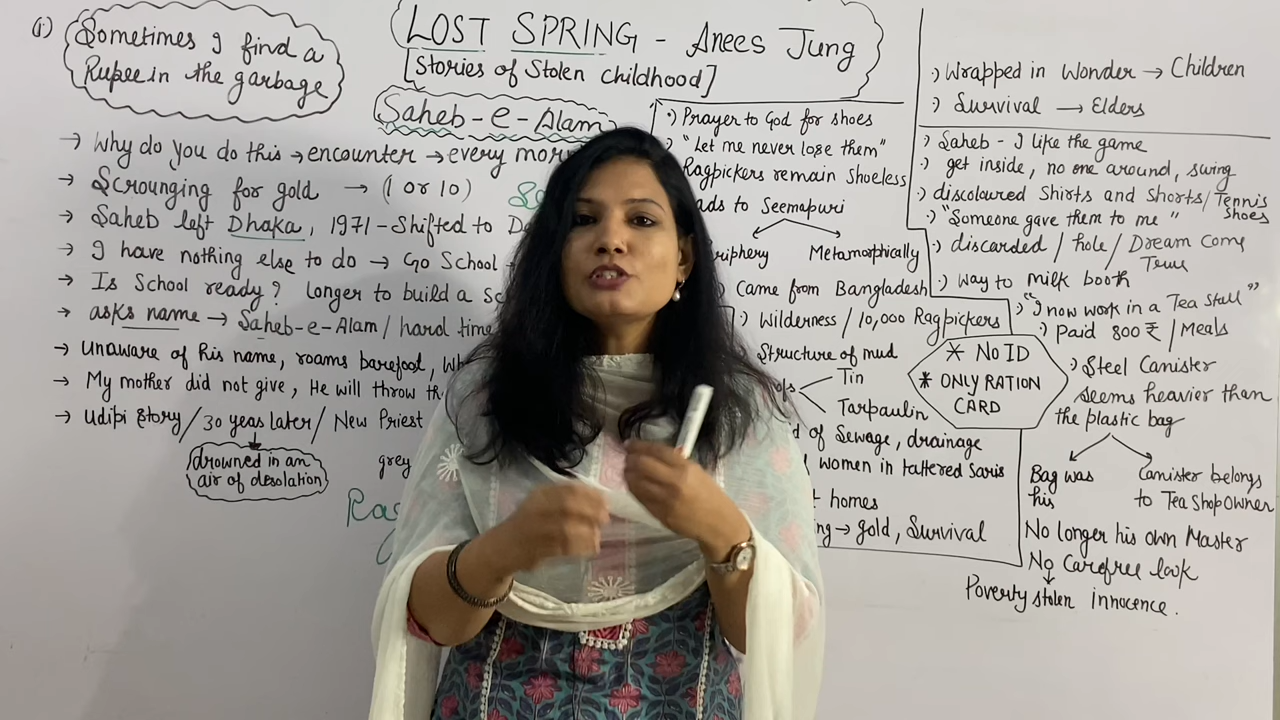 (i) Sometimes I find a
Rupee in the garbage
LOST SPRING - Anees Jung
[Stories of Stolen childhood]
Saheb-e-Alam
→ Why do you do this → encounter → every
→ Scrounging for gold → (1 or 10)
→ Saheb left Dhaka, 1971 - Shifted to
→ I have nothing else to do → Go School
→ Is School ready? Longer to build a
→ asks name → Saheb-e-Alam / hard time
→ Unaware of his name, roams barefoot,
→ My mother did not give, He will throw
→ Udipi Story / 30 years later / New Priest
drowned in an
air of desolation
grey
·) Prayer to God for shoes
"Let me never lose them"
Ragpickers remain shoeless
to Seemapuri
Metamorphically
Came from Bangladesh
Wilderness / 10,000 Ragpickers
Structure of mud
Tin
Tarpaulin
of Sewage, drainage
women in tattered Saris
homes
→ gold, Survival
·) Wrapped in Wonder → Children
·) Survival → Elders
·) Saheb - I like the game
·) get inside, no one around, swing
·) discoloured Shirts and Shorts / Tennis
Shoes
·) "Someone gave them to me"
·) discarded / hole / Dream Come
True
·) Way to milk booth
·) "I now work in a Tea Stall"
·) Paid 800 ₹ / Meals
* NO ID
* ONLY RATION
CARD
·) Steel Canister
seems heavier than
the plastic bag
Bag was
his
Canister belongs
to Tea Shop Owner
No longer his own Master
No Carefree look
Poverty stolen innocence.